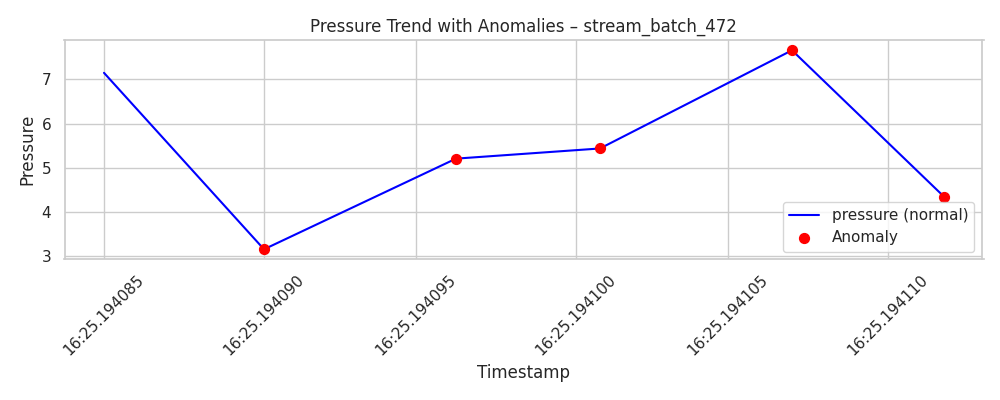 Pressure Trend with Anomalies – stream_batch_472
Pressure
7
6
5
4
3
pressure (normal)
Anomaly
16:25.194085
16:25.194090
16:25.194095
16:25.194100
16:25.194105
16:25.194110
Timestamp